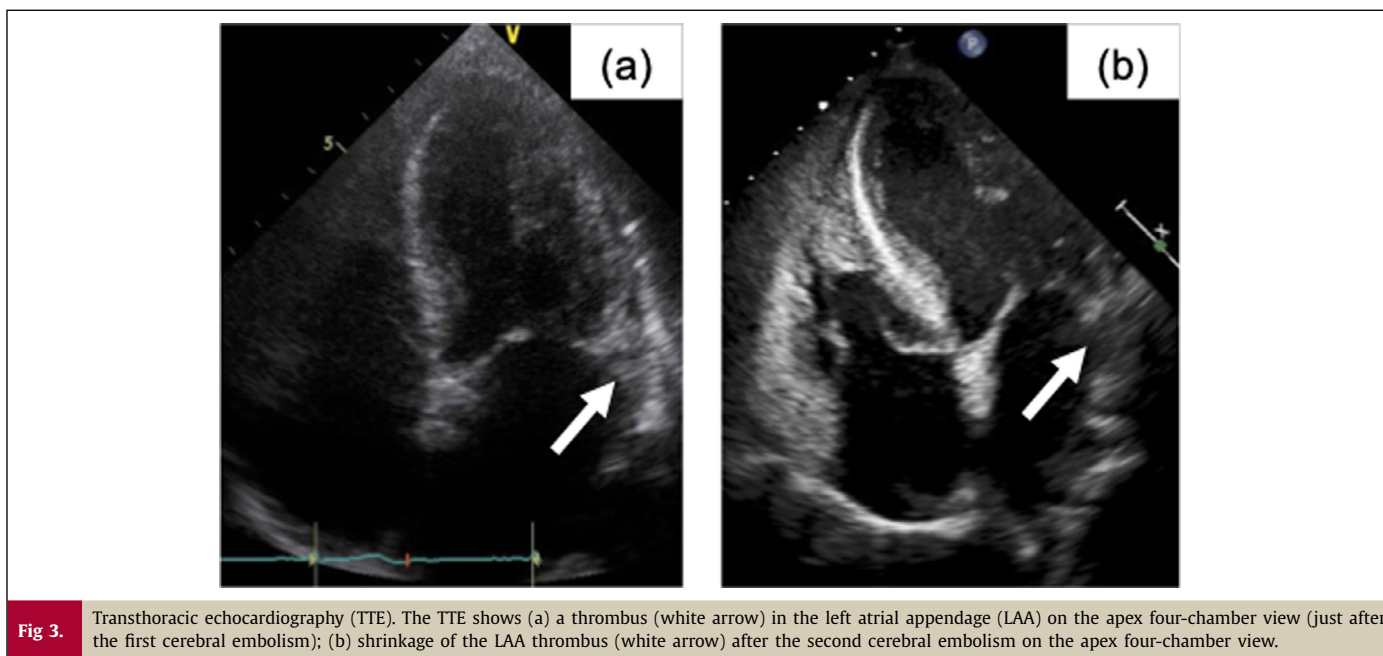 (a)
V
5
(b)
P
Fig 3.
Transthoracic echocardiography (TTE). The TTE shows (a) a thrombus (white arrow) in the left atrial appendage (LAA) on the apex four-chamber view (just after
the first cerebral embolism); (b) shrinkage of the LAA thrombus (white arrow) after the second cerebral embolism on the apex four-chamber view.